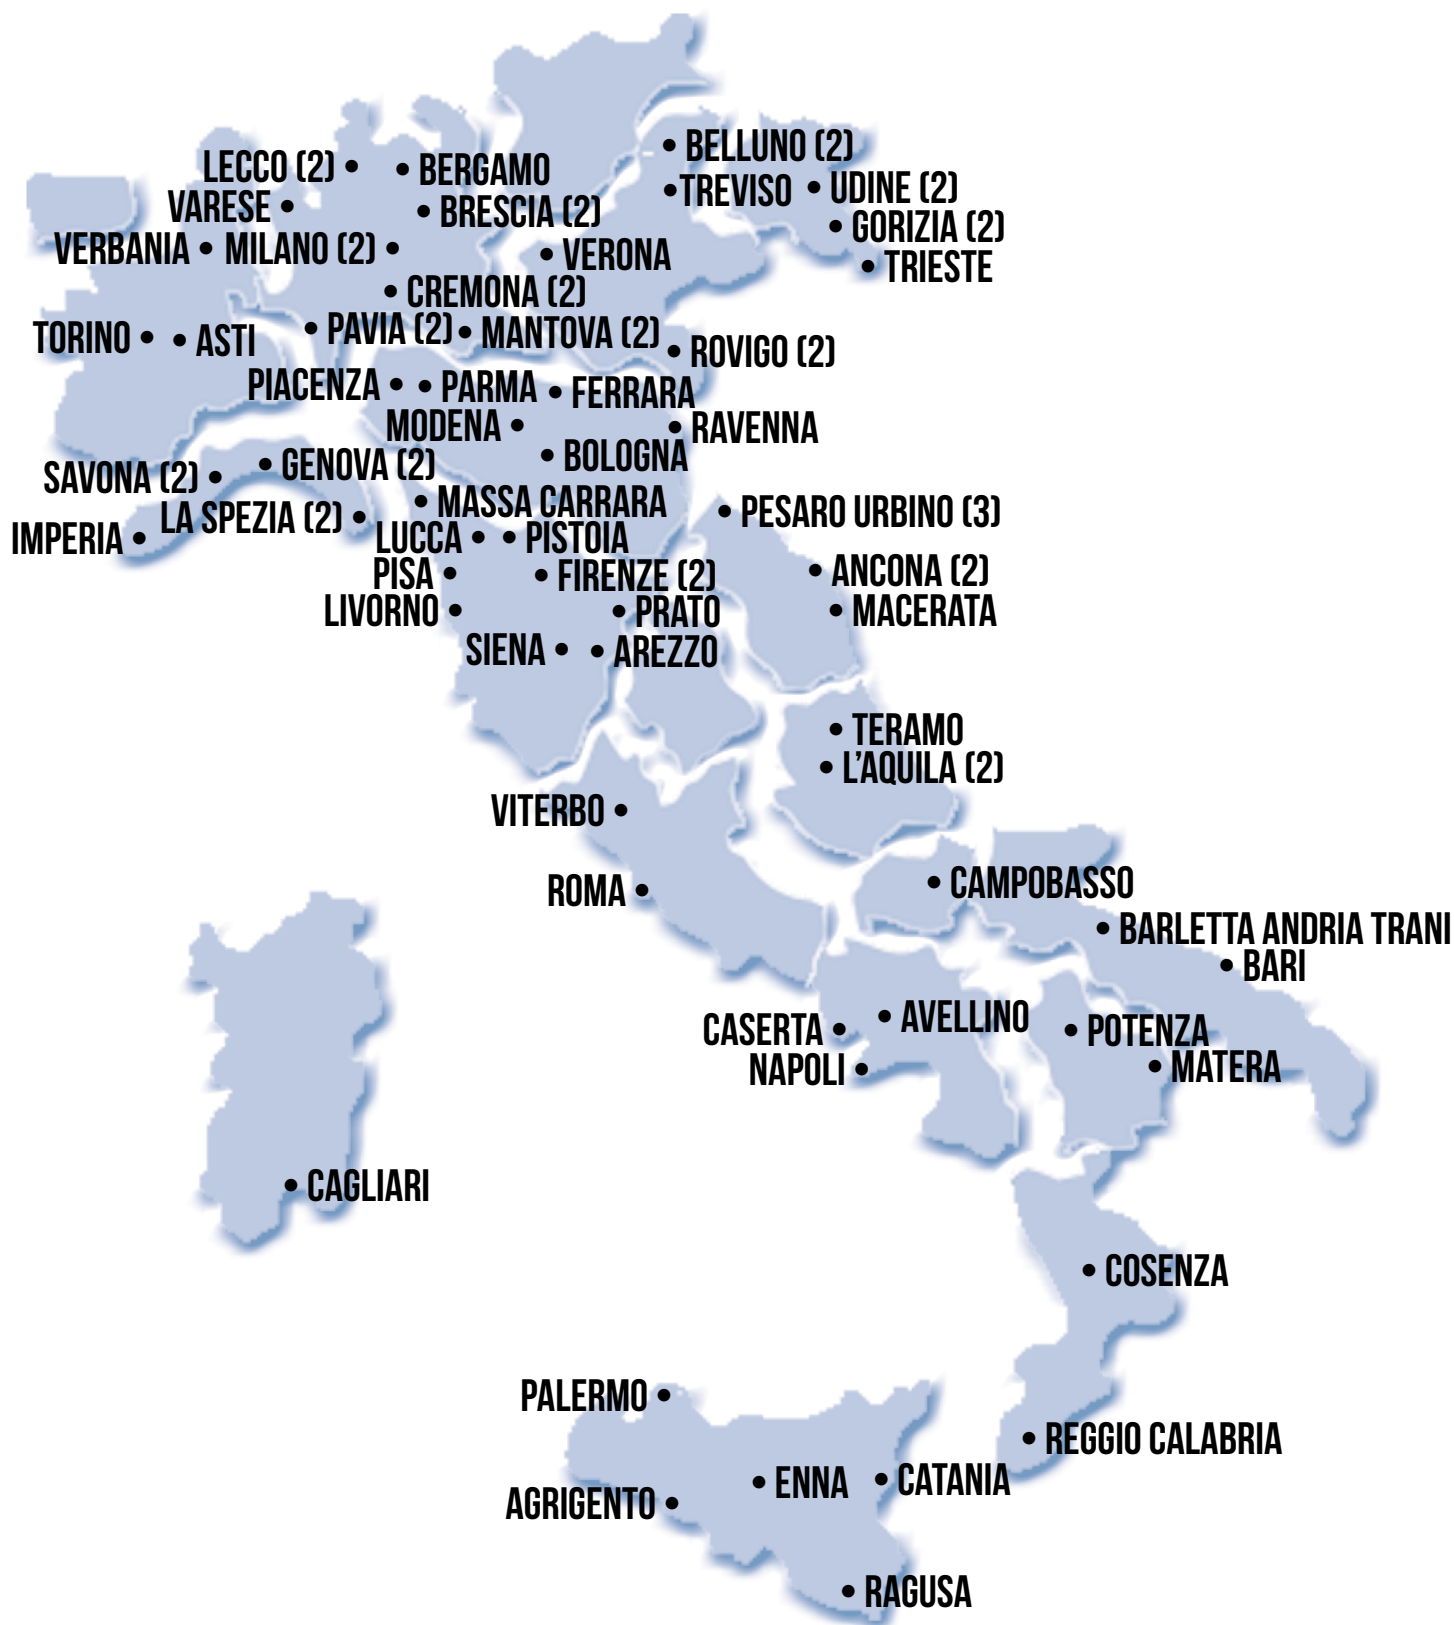 BELLUNO (2)
LECCO (2)
BERGAMO
TREVISO
UDINE (2)
VARESE
BRESCIA (2)
GORIZIA (2)
VERBANIA
MILANO (2)
VERONA
TRIESTE
CREMONA (2)
TORINO
ASTI
PAVIA (2)
MANTOVA (2)
ROVIGO (2)
PIACENZA
PARMA
FERRARA
MODENA
RAVENNA
BOLOGNA
SAVONA (2)
GENOVA (2)
MASSA CARRARA
PESARO URBINO (3)
IMPERIA
LA SPEZIA (2)
LUCCA
PISTOIA
PISA
FIRENZE (2)
ANCONA (2)
LIVORNO
PRATO
MACERATA
SIENA
AREZZO
TERAMO
L'AQUILA (2)
VITERBO
ROMA
CAMPOBASSO
BARLETTA ANDRIA TRANI
BARI
CASERTA
AVELLINO
POTENZA
NAPOLI
MATERA
CAGLIARI
COSENZA
PALERMO
REGGIO CALABRIA
ENNA
CATANIA
AGRIGENTO
RAGUSA